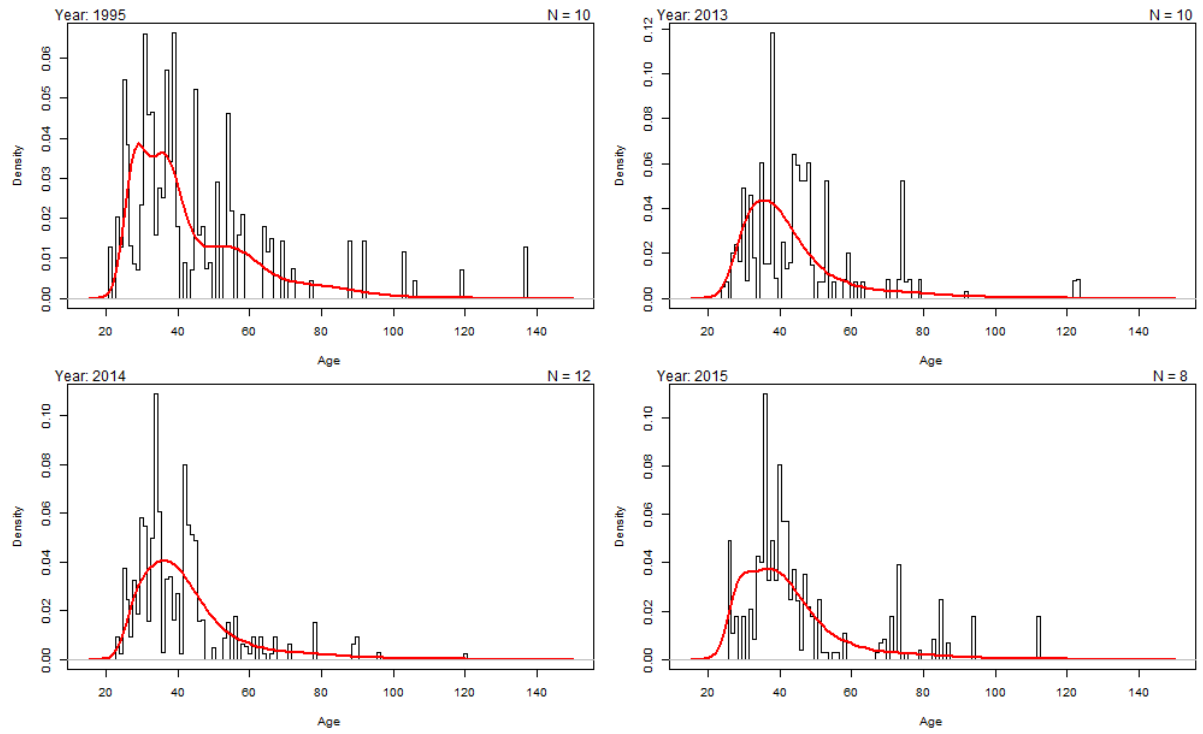 Year: 1995 N = 10
Density
0.00 0.01 0.02 0.03 0.04 0.05 0.06
20 40 60 80 100 120 140
Age
Year: 2013 N = 10
Density
0.00 0.02 0.04 0.06 0.08 0.10 0.12
20 40 60 80 100 120 140
Age
Year: 2014 N = 12
Density
0.00 0.02 0.04 0.06 0.08 0.10
20 40 60 80 100 120 140
Age
Year: 2015 N = 8
Density
0.00 0.02 0.04 0.06 0.08 0.10
20 40 60 80 100 120 140
Age